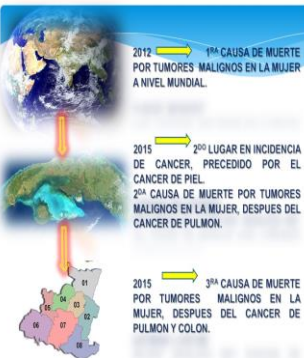 2012 1RA CAUSA DE MUERTE
POR TUMORES MALIGNOS EN LA MUJER
A NIVEL MUNDIAL.
2015 2DO LUGAR EN INCIDENCIA
DE CANCER, PRECEDIDO POR EL
CANCER DE PIEL.
2DA CAUSA DE MUERTE POR TUMORES
MALIGNOS EN LA MUJER, DESPUES DEL
CANCER DE PULMON.
2015 3RA CAUSA DE MUERTE
POR TUMORES MALIGNOS EN LA
MUJER, DESPUES DEL CANCER DE
PULMON Y COLON.
01
04
05
03
02
06
07
08